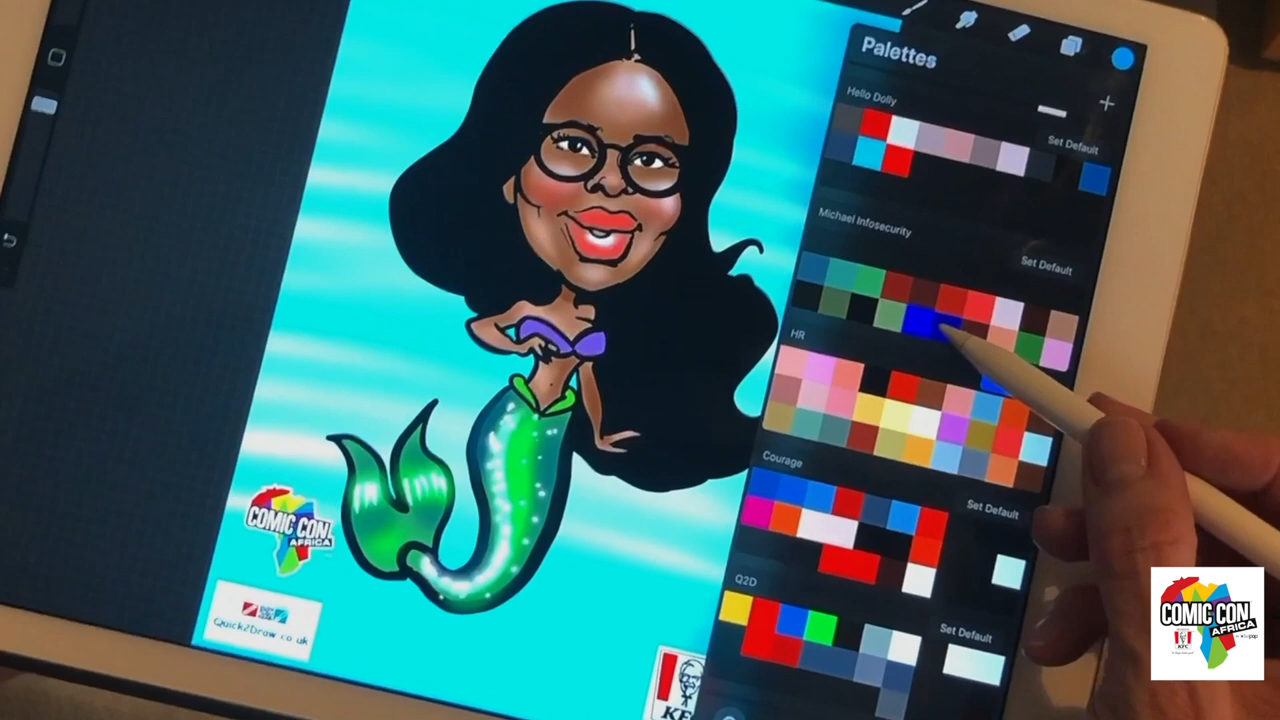 Palettes
Hello Dolly
Set Default
Michael Infosecurity
Set Default
HR
Courage
Set Default
Q2D
Set Default
COMIC CON
AFRICA
Quick2Draw.co.uk
COMIC CON
AFRICA
KFC